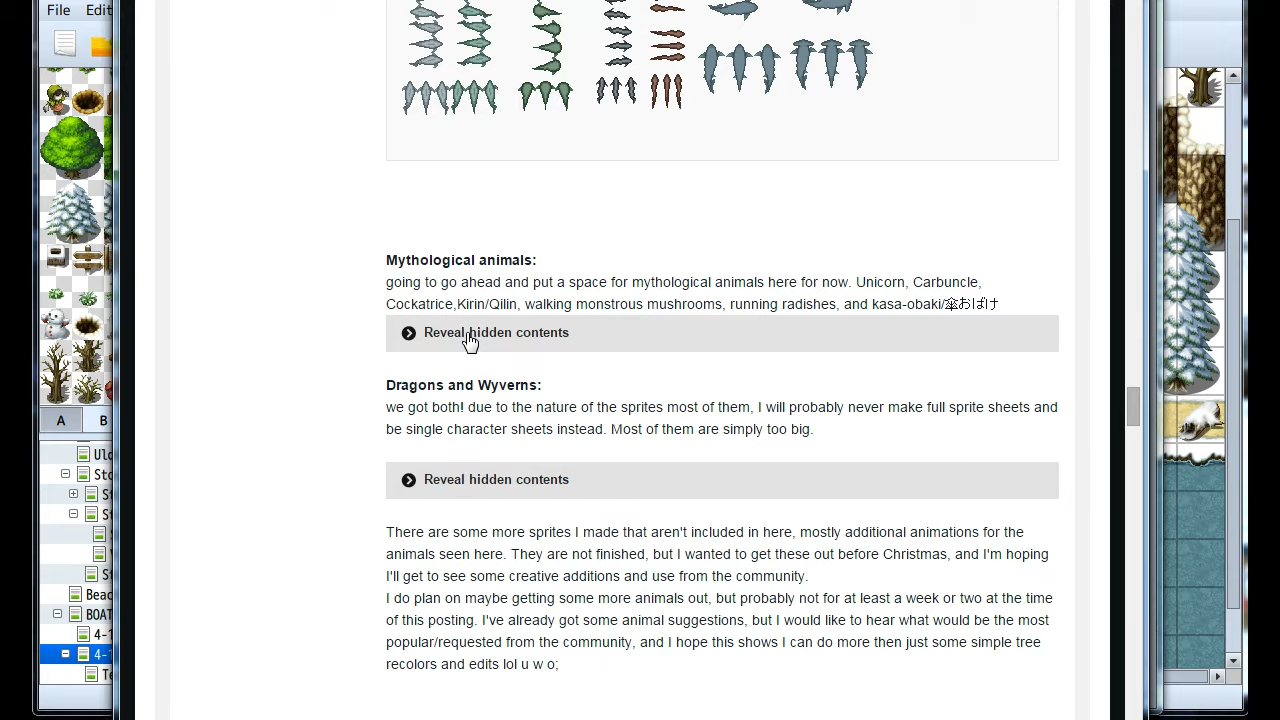 File Edit
A B
Ulo
Sto
BOAT
4-1
4-1
Mythological animals:
going to go ahead and put a space for mythological animals here for now. Unicorn, Carbuncle,
Cockatrice,Kirin/Qilin, walking monstrous mushrooms, running radishes, and kasa-obaki/傘おばけ
Reveal hidden contents
Dragons and Wyverns:
we got both! due to the nature of the sprites most of them, I will probably never make full sprite sheets and
be single character sheets instead. Most of them are simply too big.
Reveal hidden contents
There are some more sprites I made that aren't included in here, mostly additional animations for the
animals seen here. They are not finished, but I wanted to get these out before Christmas, and I'm hoping
I'll get to see some creative additions and use from the community.
I do plan on maybe getting some more animals out, but probably not for at least a week or two at the time
of this posting. I've already got some animal suggestions, but I would like to hear what would be the most
popular/requested from the community, and I hope this shows I can do more then just some simple tree
recolors and edits lol u w o;